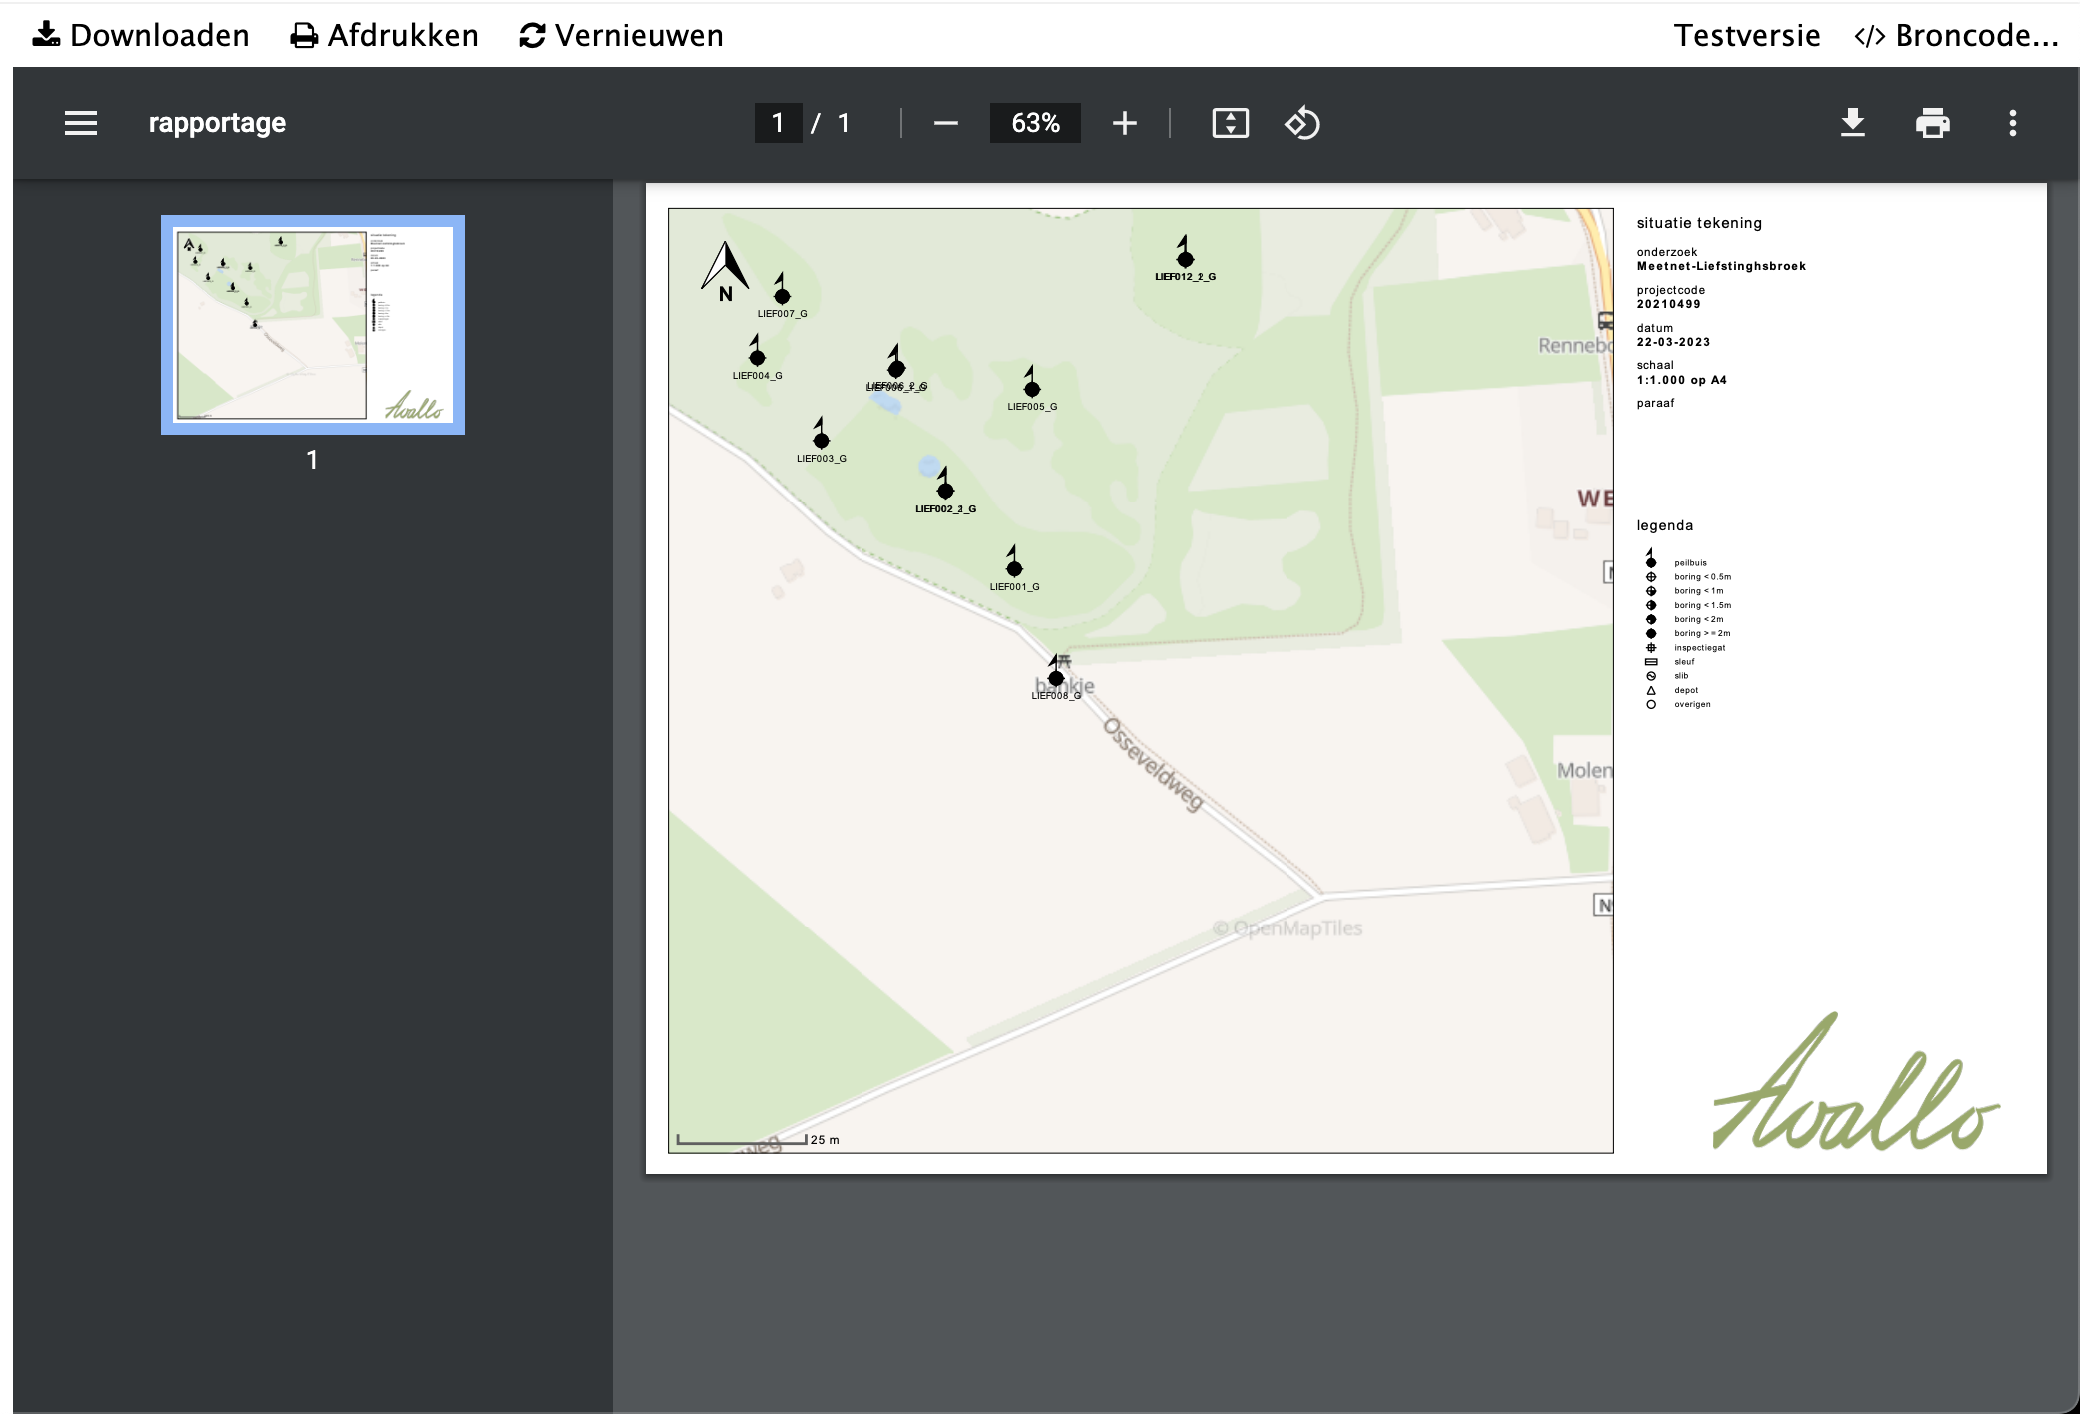 Downloaden Afdrukken Vernieuwen Testversie </> Broncode...
rapportage 1 / 1 63%
1
N
LIEF007_G
LIEF012_2_G
LIEF004_G
LIEF006_2_G
LIEF005_G
LIEF003_G
LIEF002_2_G
LIEF001_G
bankje
LIEF008_G
Osseveldweg
Rennebo
WE
N
Molen
N
© OpenMapTiles
25 m
weg
situatie tekening
onderzoek
Meetnet-Liefstinghsbroek
projectcode
20210499
datum
22-03-2023
schaal
1:1.000 op A4
paraaf
legenda
peilbuis
boring < 0.5m
boring < 1m
boring < 1.5m
boring < 2m
boring > = 2m
inspectiegat
sleuf
slib
depot
overigen